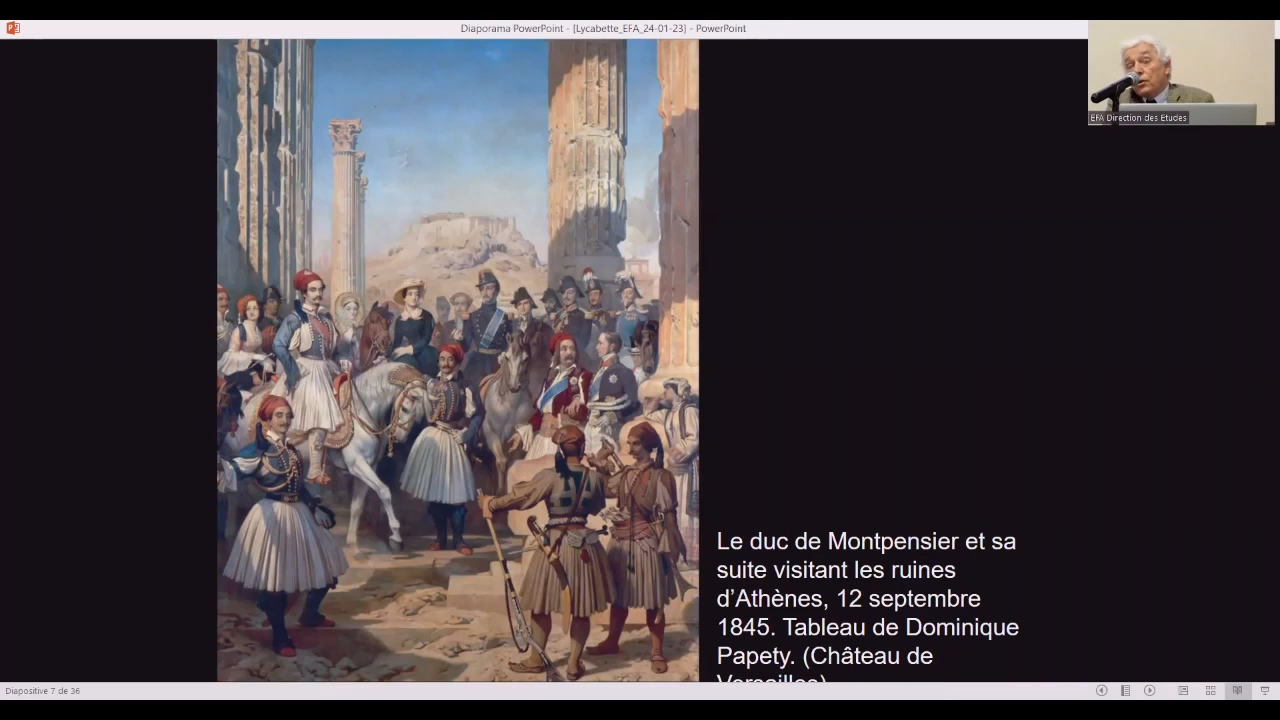 Diaporama PowerPoint - [Lycabette_EFA_24-01-23] - PowerPoint
EFA Direction des Etudes
Le duc de Montpensier et sa
suite visitant les ruines
d'Athènes, 12 septembre
1845. Tableau de Dominique
Papety. (Château de
Versailles)
Diapositive 7 de 36